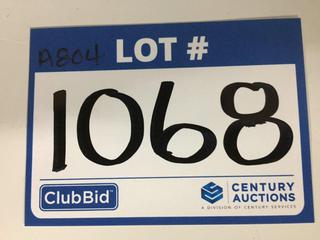 A804 LOT #
1068
ClubBid
CENTURY
AUCTIONS
A DIVISION OF CENTURY SERVICES